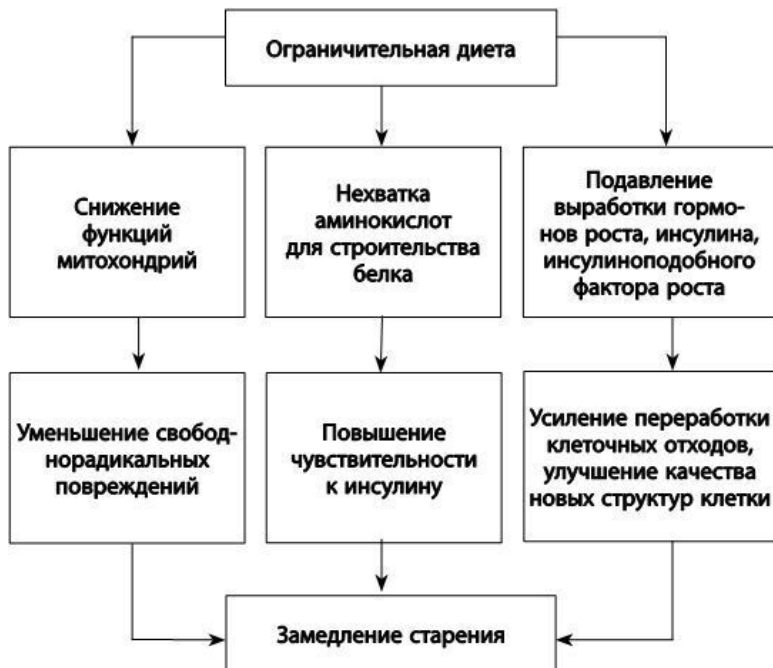 Ограничительная диета
Снижение
функций
митохондрий
Нехватка
аминокислот
для строительства
белка
Подавление
выработки гормо-
нов роста, инсулина,
инсулиноподобного
фактора роста
Уменьшение свобод-
норадикальных
повреждений
Повышение
чувствительности
к инсулину
Усиление переработки
клеточных отходов,
улучшение качества
новых структур клетки
Замедление старения